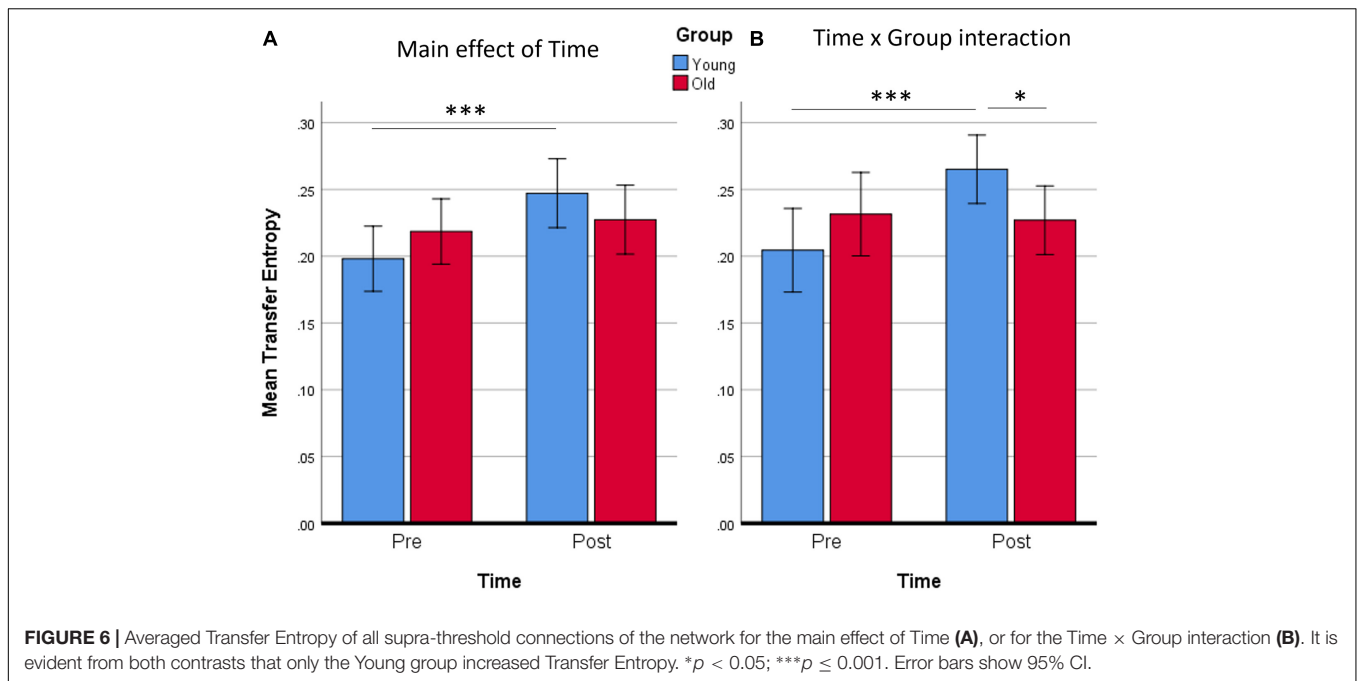 A
Main effect of Time
Group
Young
Old
B
Time x Group interaction
***
***
*
Mean Transfer Entropy
.30
.25
.20
.15
.10
.05
.00
Pre
Post
Time
.30
.25
.20
.15
.10
.05
.00
Pre
Post
Time
FIGURE 6 | Averaged Transfer Entropy of all supra-threshold connections of the network for the main effect of Time (A), or for the Time × Group interaction (B). It is
evident from both contrasts that only the Young group increased Transfer Entropy. *p < 0.05; ***p ≤ 0.001. Error bars show 95% CI.